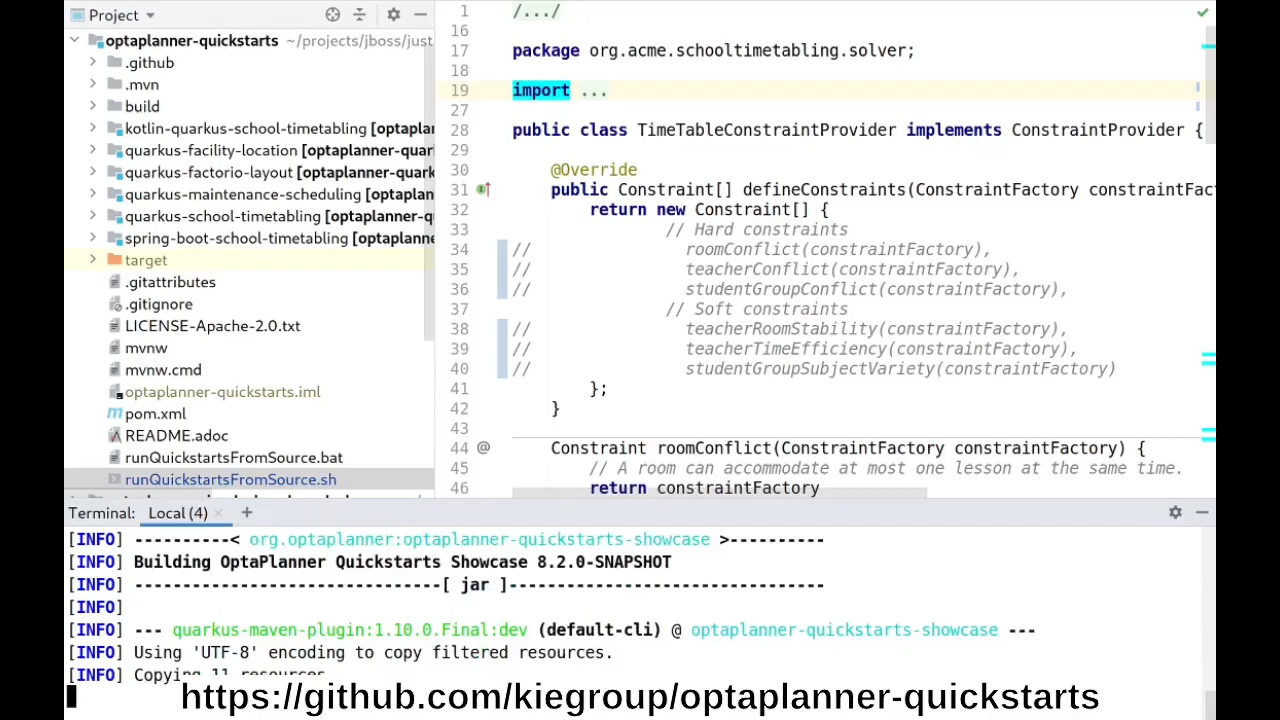 Project
optaplanner-quickstarts ~/projects/jboss/just
.github
.mvn
build
kotlin-quarkus-school-timetabling [optaplan
quarkus-facility-location [optaplanner-quar
quarkus-factorio-layout [optaplanner-quark
quarkus-maintenance-scheduling [optaplan
quarkus-school-timetabling [optaplanner-q
spring-boot-school-timetabling [optaplanne
target
.gitattributes
.gitignore
LICENSE-Apache-2.0.txt
mvnw
mvnw.cmd
optaplanner-quickstarts.iml
pom.xml
README.adoc
runQuickstartsFromSource.bat
runQuickstartsFromSource.sh
1 /.../
16
17 package org.acme.schooltimetabling.solver;
18
19 import ...
27
28 public class TimeTableConstraintProvider implements ConstraintProvider {
29
30 @Override
31 public Constraint[] defineConstraints(ConstraintFactory constraintFact
32 return new Constraint[] {
33 // Hard constraints
34 // roomConflict(constraintFactory),
35 // teacherConflict(constraintFactory),
36 // studentGroupConflict(constraintFactory),
37 // Soft constraints
38 // teacherRoomStability(constraintFactory),
39 // teacherTimeEfficiency(constraintFactory),
40 // studentGroupSubjectVariety(constraintFactory)
41 };
42 }
43
44 @ Constraint roomConflict(ConstraintFactory constraintFactory) {
45 // A room can accommodate at most one lesson at the same time.
46 return constraintFactory
Terminal: Local (4) × +
[INFO] ----------< org.optaplanner:optaplanner-quickstarts-showcase >----------
[INFO] Building OptaPlanner Quickstarts Showcase 8.2.0-SNAPSHOT
[INFO] --------------------------------[ jar ]---------------------------------
[INFO]
[INFO] --- quarkus-maven-plugin:1.10.0.Final:dev (default-cli) @ optaplanner-quickstarts-showcase ---
[INFO] Using 'UTF-8' encoding to copy filtered resources.
[INFO] Copying 11 resources
https://github.com/kiegroup/optaplanner-quickstarts